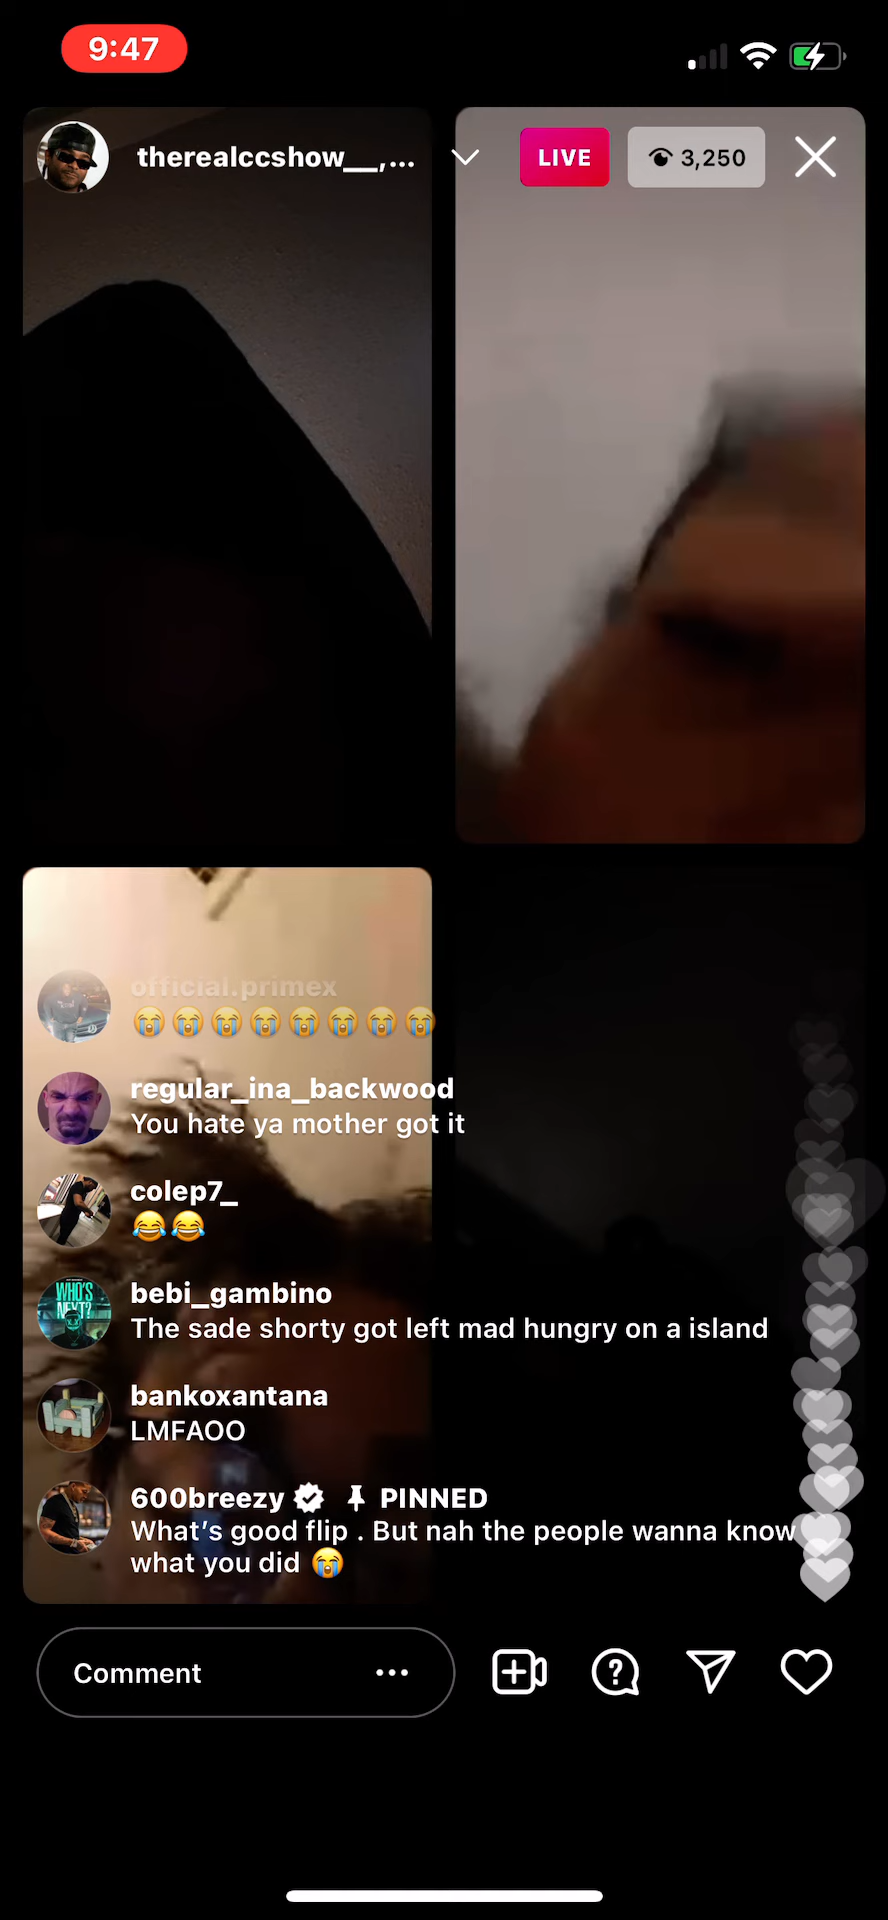 9:47
therealccshow__,...
LIVE
3,250
official.primex
😭😭😭😭😭😭😭😭
regular_ina_backwood
You hate ya mother got it
colep7_
😂😂
WHO'S
NEXT?
bebi_gambino
The sade shorty got left mad hungry on a island
bankoxantana
LMFAOO
600breezy PINNED
What's good flip . But nah the people wanna know
what you did 😭
Comment